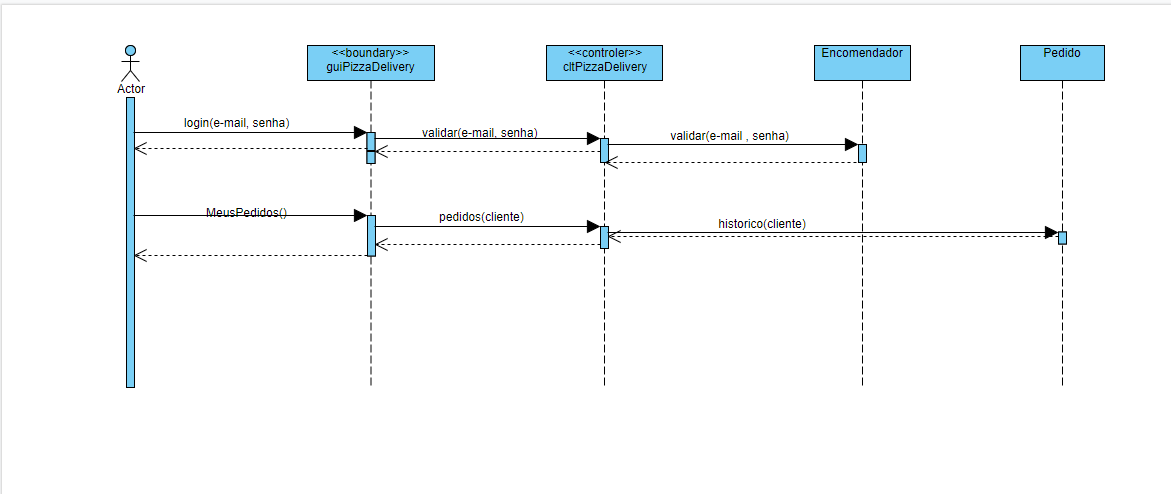 <<boundary>>
guiPizzaDelivery
<<controler>>
cltPizzaDelivery
Encomendador
Pedido
Actor
login(e-mail, senha)
validar(e-mail, senha)
validar(e-mail , senha)
MeusPedidos()
pedidos(cliente)
historico(cliente)